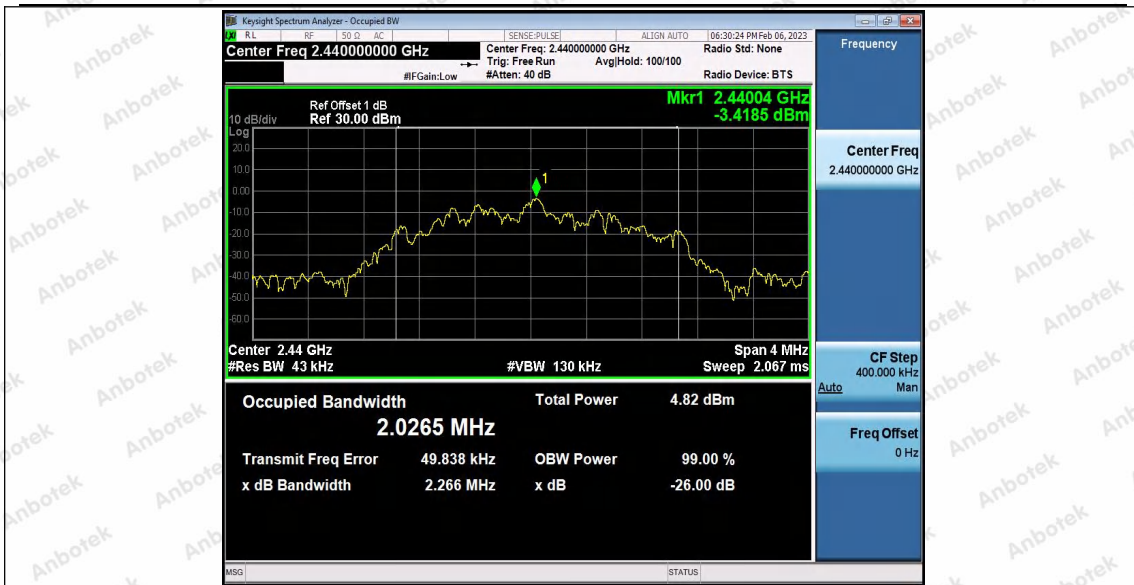 Keysight Spectrum Analyzer - Occupied BW
LXI RL RF 50 Ω AC SENSE:PULSE ALIGN AUTO 06:30:24 PM Feb 06, 2023
Center Freq 2.440000000 GHz
Center Freq: 2.440000000 GHz Radio Std: None
Trig: Free Run Avg|Hold: 100/100
#IFGain:Low #Atten: 40 dB Radio Device: BTS
Frequency
Mkr1 2.44004 GHz
-3.4185 dBm
Ref Offset 1 dB
10 dB/div Ref 30.00 dBm
Log
20.0
10.0
0.00
-10.0
-20.0
-30.0
-40.0
-50.0
-60.0
1
Center 2.44 GHz Span 4 MHz
#Res BW 43 kHz #VBW 130 kHz Sweep 2.067 ms
Center Freq
2.440000000 GHz
CF Step
400.000 kHz
Auto Man
Freq Offset
0 Hz
Occupied Bandwidth Total Power 4.82 dBm
2.0265 MHz
Transmit Freq Error 49.838 kHz OBW Power 99.00 %
x dB Bandwidth 2.266 MHz x dB -26.00 dB
MSG STATUS
Anbotek